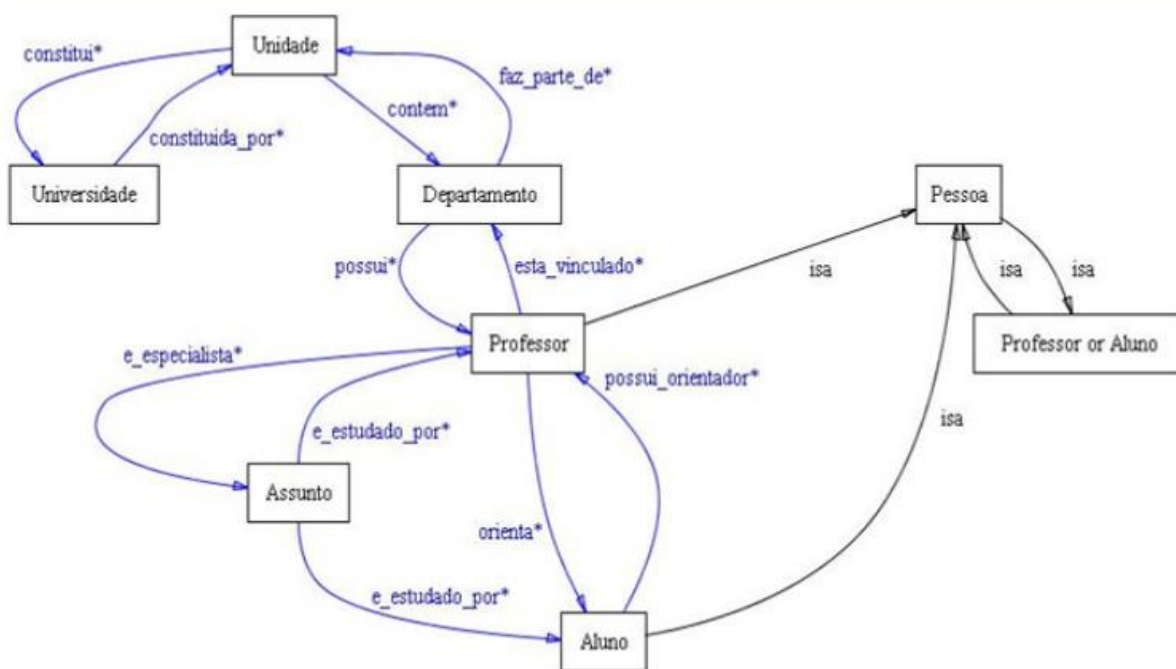 Unidade
constitui*
faz_parte_de*
contem*
constituida_por*
Universidade
Departamento
Pessoa
possui*
esta_vinculado*
isa
isa
isa
Professor
Professor or Aluno
e_especialista*
possui_orientador*
e_estudado_por*
isa
Assunto
orienta*
e_estudado_por*
Aluno